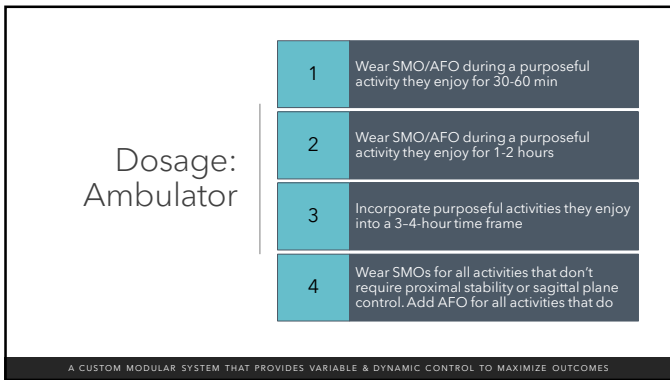 Dosage:
Ambulator
1
Wear SMO/AFO during a purposeful
activity they enjoy for 30-60 min
2
Wear SMO/AFO during a purposeful
activity they enjoy for 1-2 hours
3
Incorporate purposeful activities they enjoy
into a 3–4-hour time frame
4
Wear SMOs for all activities that don't
require proximal stability or sagittal plane
control. Add AFO for all activities that do
A CUSTOM MODULAR SYSTEM THAT PROVIDES VARIABLE & DYNAMIC CONTROL TO MAXIMIZE OUTCOMES